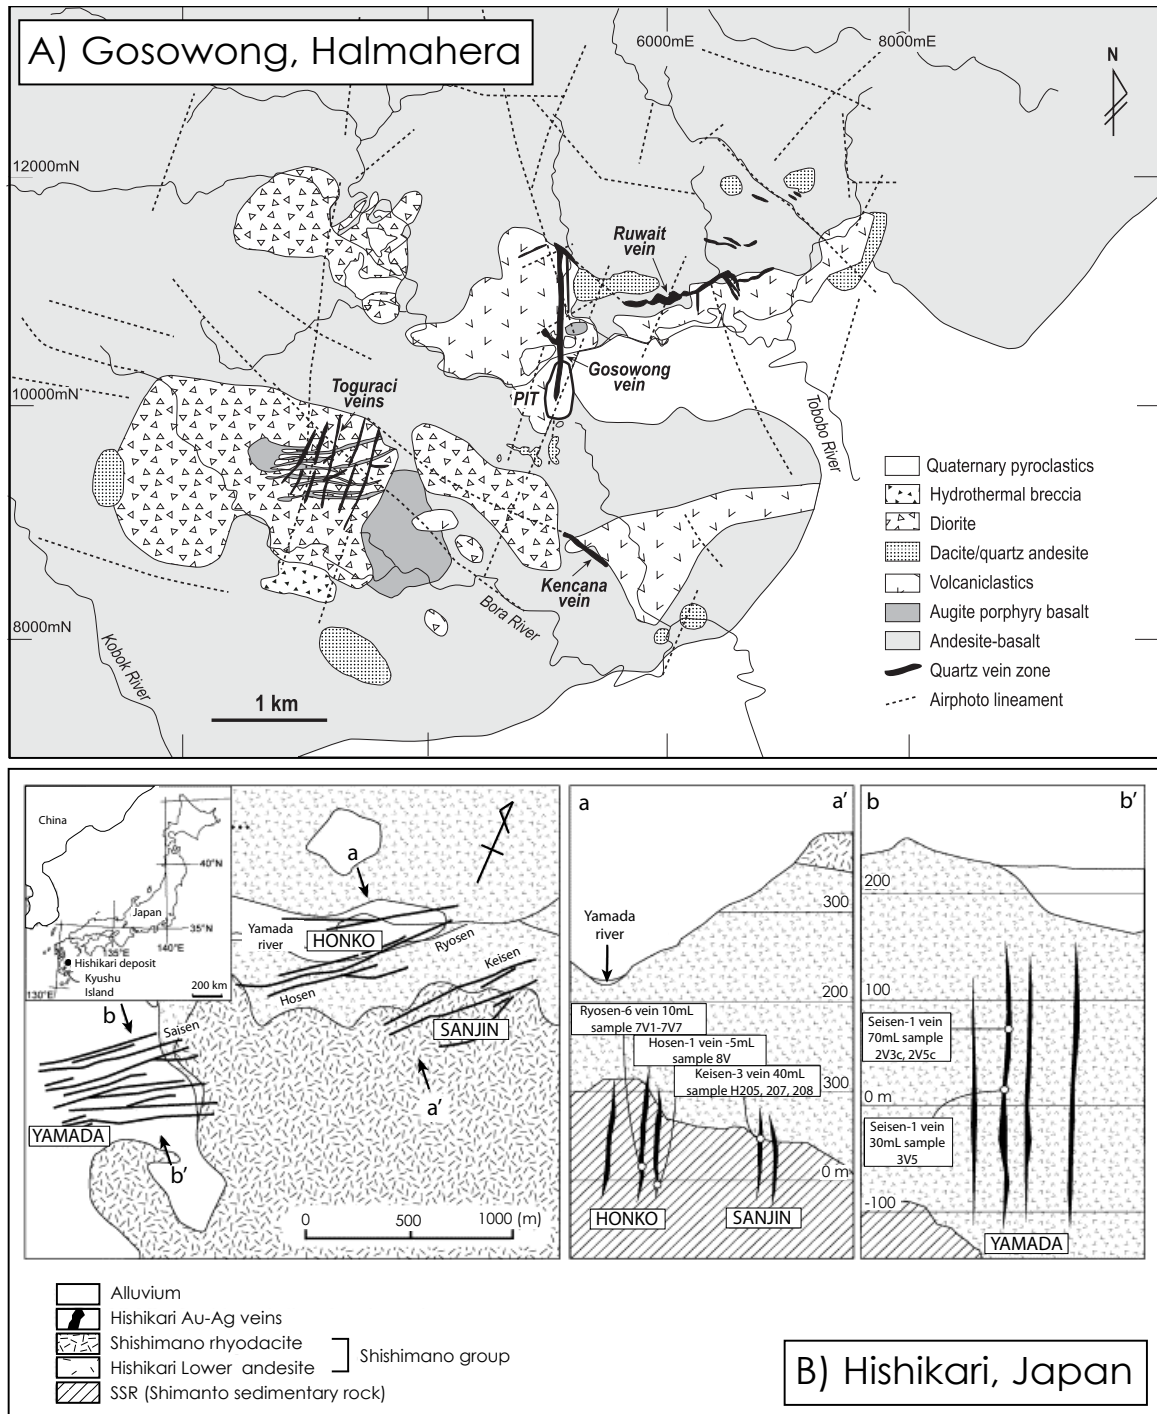 A) Gosowong, Halmahera
6000mE
8000mE
N
12000mN
Ruwait
vein
Gosowong
vein
PIT
10000mN
Toguraci
veins
Tobobo River
Kencana
vein
Bora River
8000mN
Kobok River
1 km
Quaternary pyroclastics
Hydrothermal breccia
Diorite
Dacite/quartz andesite
Volcaniclastics
Augite porphyry basalt
Andesite-basalt
Quartz vein zone
Airphoto lineament
China
Japan
40°N
35°N
140°E
135°E
130°E
Hishikari deposit
Kyushu
Island
200 km
a
Yamada
river
HONKO
Ryosen
Keisen
Hosen
SANJIN
a'
b
Saisen
YAMADA
b'
0
500
1000 (m)
a
a'
Yamada
river
300
200
Ryosen-6 vein 10mL
sample 7V1-7V7
Hosen-1 vein -5mL
sample 8V
Keisen-3 vein 40mL
sample H205, 207, 208
300
0 m
HONKO
SANJIN
b
b'
200
100
Seisen-1 vein
70mL sample
2V3c, 2V5c
0 m
Seisen-1 vein
30mL sample
3V5
-100
YAMADA
Alluvium
Hishikari Au-Ag veins
Shishimano rhyodacite
Hishikari Lower andesite
Shishimano group
SSR (Shimanto sedimentary rock)
B) Hishikari, Japan